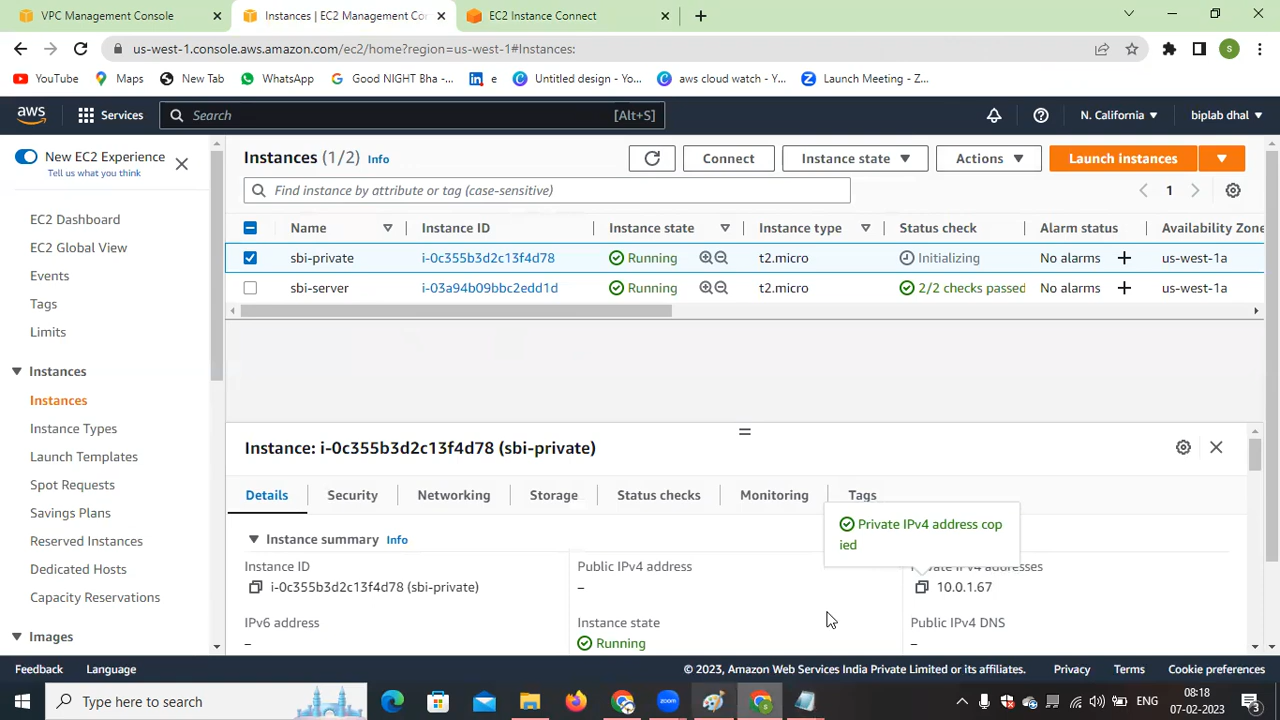 VPC Management Console
Instances | EC2 Management Con
EC2 Instance Connect
us-west-1.console.aws.amazon.com/ec2/home?region=us-west-1#Instances:
s
YouTube
Maps
New Tab
WhatsApp
Good NIGHT Bha -...
in
e
Untitled design - Yo...
aws cloud watch - Y...
Launch Meeting - Z...
aws
Services
Search
[Alt+S]
N. California
biplab dhal
New EC2 Experience
Tell us what you think
EC2 Dashboard
EC2 Global View
Events
Tags
Limits
Instances
Instances
Instance Types
Launch Templates
Spot Requests
Savings Plans
Reserved Instances
Dedicated Hosts
Capacity Reservations
Images
Instances (1/2) Info
Connect
Instance state
Actions
Launch instances
Find instance by attribute or tag (case-sensitive)
1
Name
Instance ID
Instance state
Instance type
Status check
Alarm status
Availability Zone
sbi-private
i-0c355b3d2c13f4d78
Running
t2.micro
Initializing
No alarms +
us-west-1a
sbi-server
i-03a94b09bbc2edd1d
Running
t2.micro
2/2 checks passed
No alarms +
us-west-1a
Instance: i-0c355b3d2c13f4d78 (sbi-private)
Details
Security
Networking
Storage
Status checks
Monitoring
Tags
Private IPv4 address cop
ied
Instance summary Info
Instance ID
i-0c355b3d2c13f4d78 (sbi-private)
Public IPv4 address
–
Private IPv4 addresses
10.0.1.67
IPv6 address
–
Instance state
Running
Public IPv4 DNS
–
Feedback
Language
© 2023, Amazon Web Services India Private Limited or its affiliates.
Privacy
Terms
Cookie preferences
Type here to search
zoom
s
ENG
08:18
07-02-2023
3